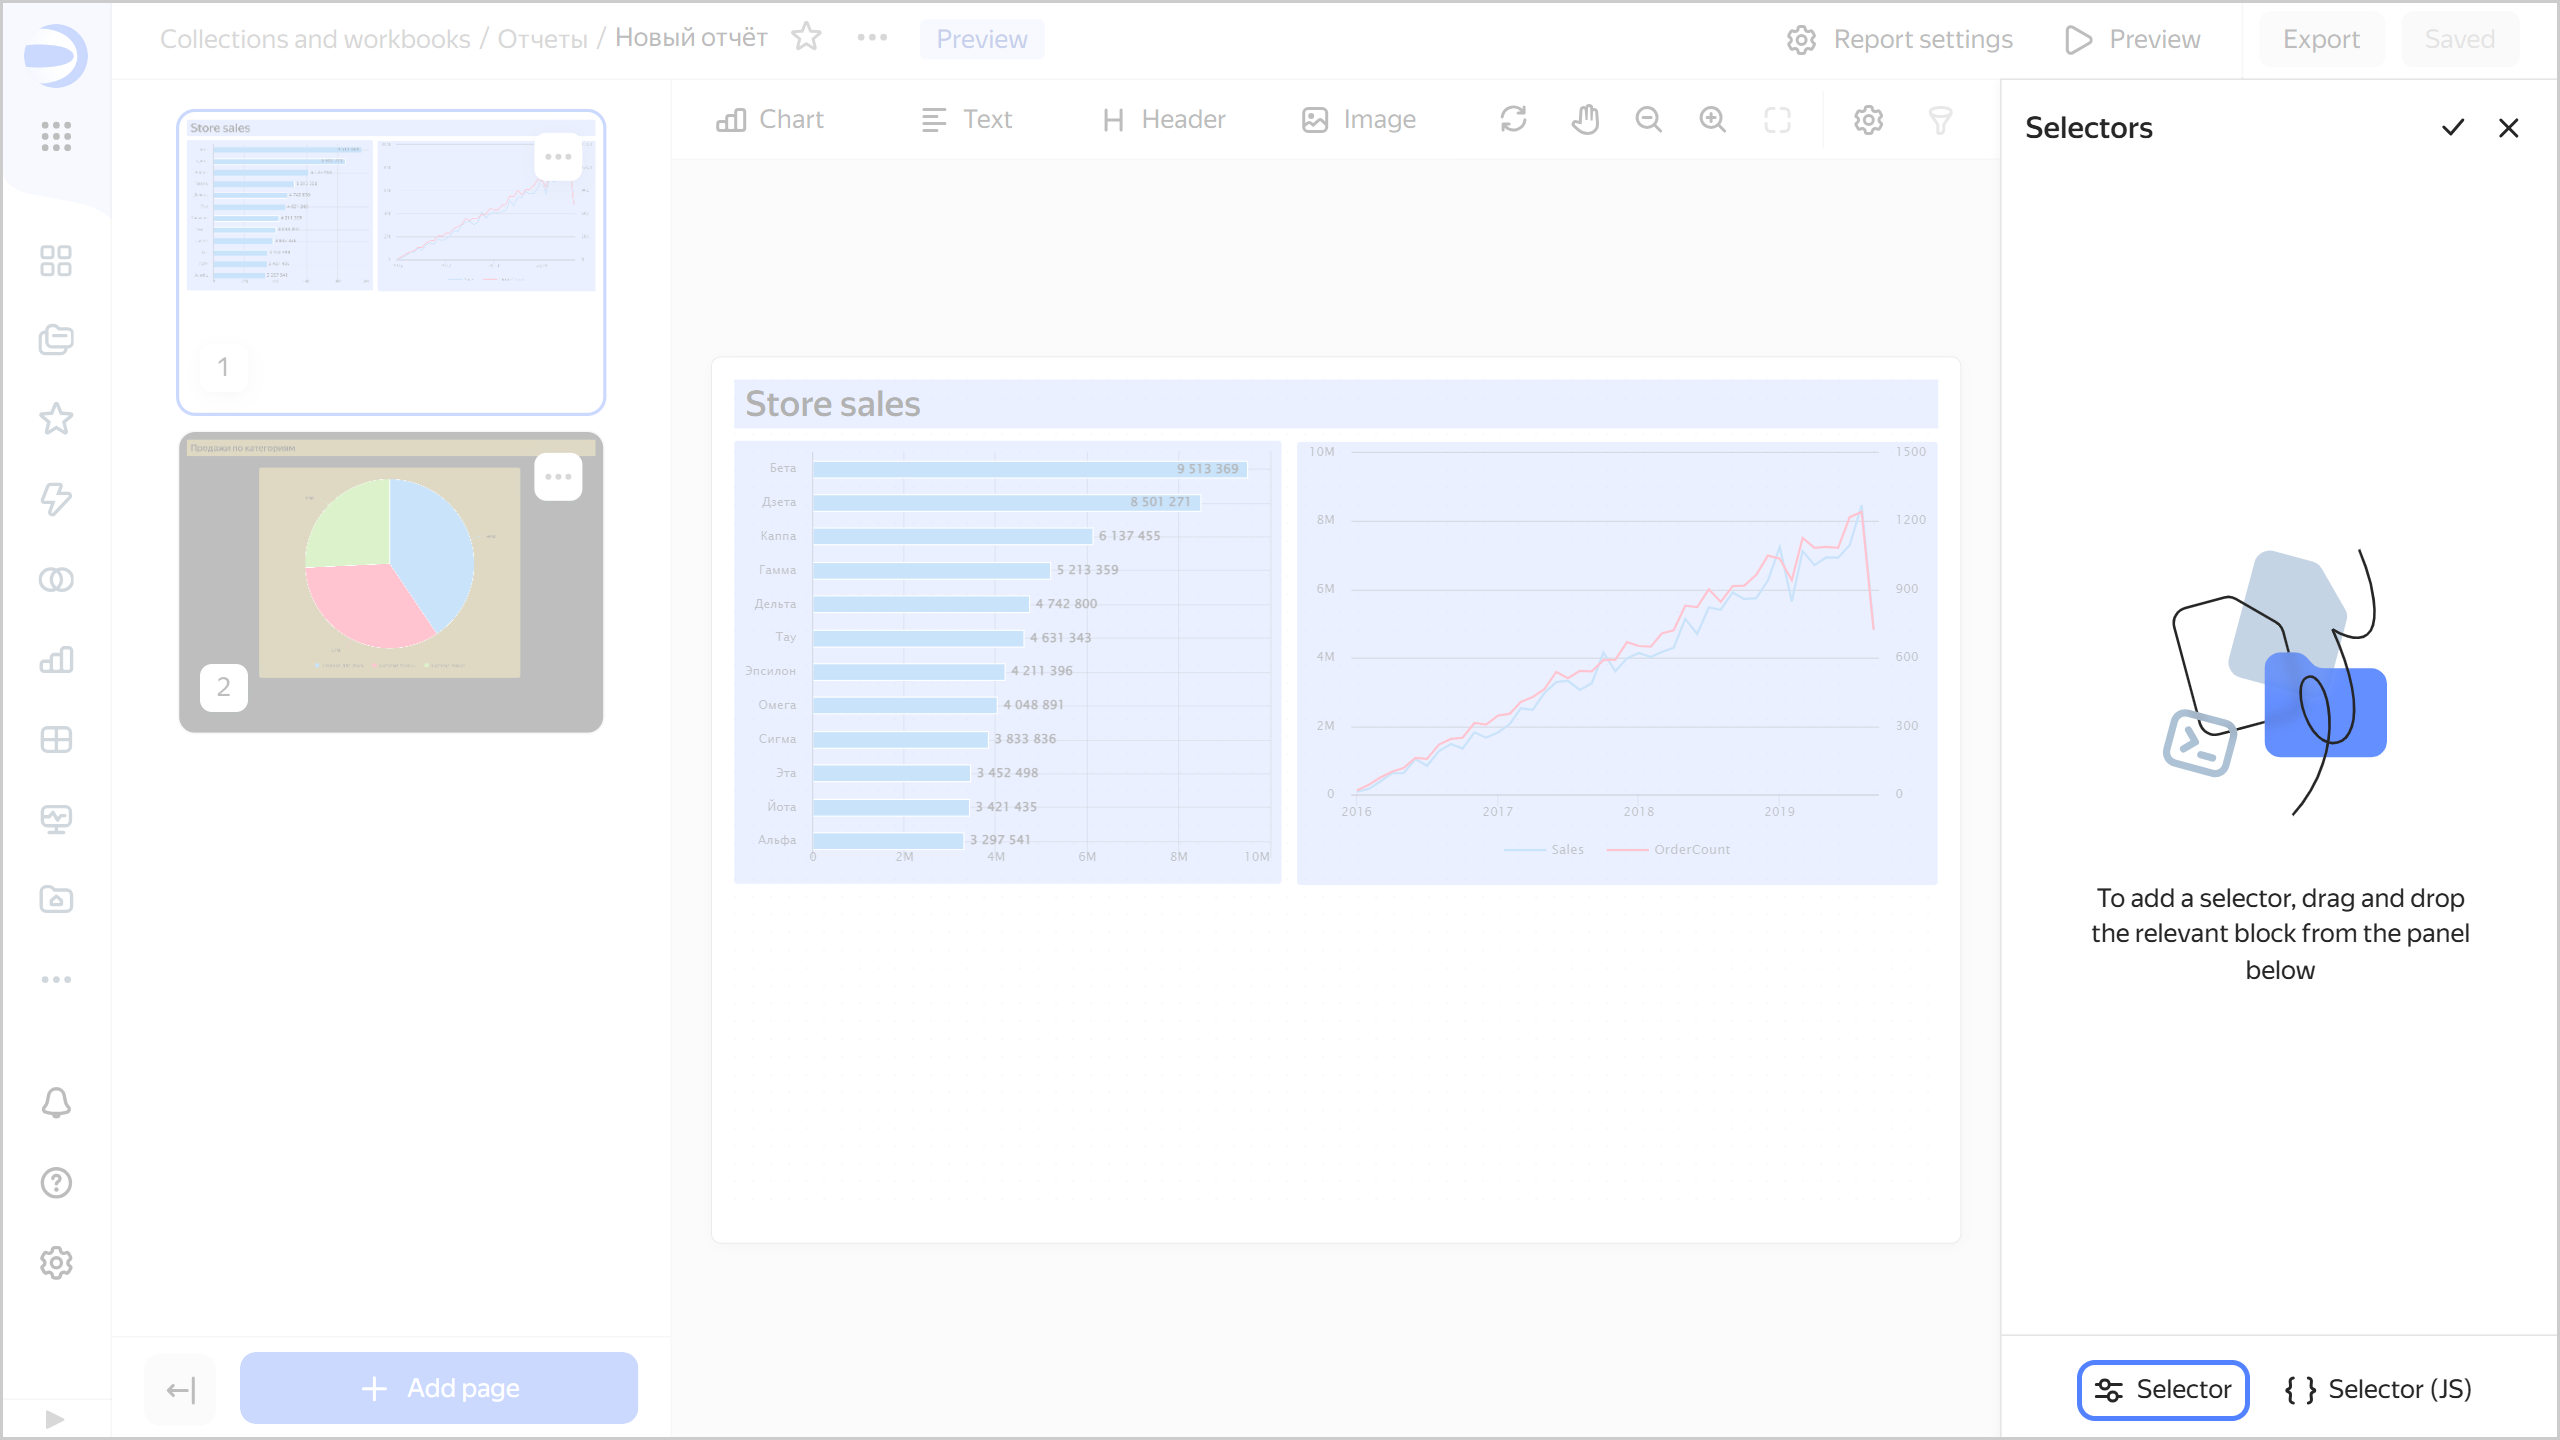 Collections and workbooks / Отчеты / Новый отчёт
Preview
Report settings
Preview
Export
Saved
Store sales
1
Продажи по категориям
2
Add page
Chart
Text
Header
Image
Store sales
Бета 9 513 369
Дзета 8 501 271
Каппа 6 137 455
Гамма 5 213 359
Дельта 4 742 800
Тау 4 631 343
Эпсилон 4 211 396
Омега 4 048 891
Сигма 3 833 836
Эта 3 452 498
Йота 3 421 435
Альфа 3 297 541
0 2M 4M 6M 8M 10M
10M 1500
8M 1200
6M 900
4M 600
2M 300
0 0
2016 2017 2018 2019
Sales OrderCount
Selectors
To add a selector, drag and drop
the relevant block from the panel
below
Selector
Selector (JS)